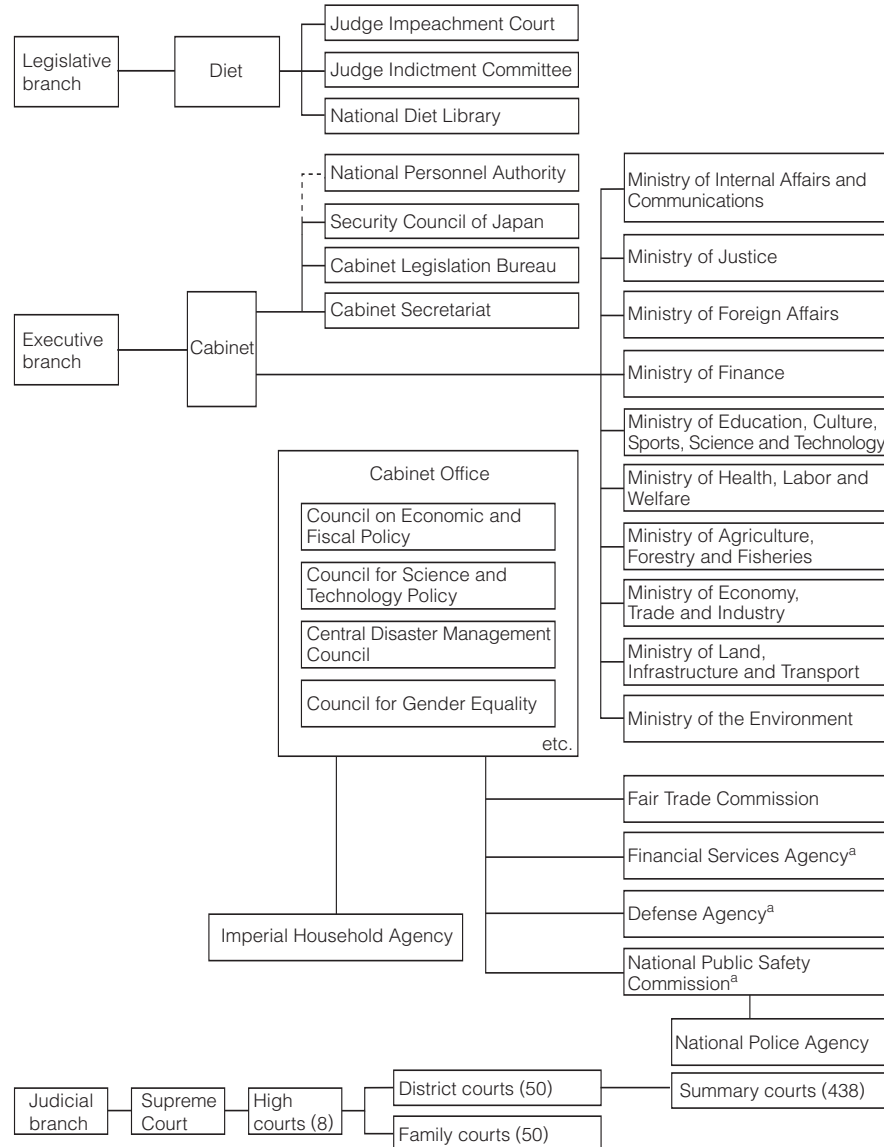 Legislative
branch
Diet
Judge Impeachment Court
Judge Indictment Committee
National Diet Library
Executive
branch
Cabinet
National Personnel Authority
Security Council of Japan
Cabinet Legislation Bureau
Cabinet Secretariat
Ministry of Internal Affairs and
Communications
Ministry of Justice
Ministry of Foreign Affairs
Ministry of Finance
Ministry of Education, Culture,
Sports, Science and Technology
Ministry of Health, Labor and
Welfare
Ministry of Agriculture,
Forestry and Fisheries
Ministry of Economy,
Trade and Industry
Ministry of Land,
Infrastructure and Transport
Ministry of the Environment
Cabinet Office
Council on Economic and
Fiscal Policy
Council for Science and
Technology Policy
Central Disaster Management
Council
Council for Gender Equality
etc.
Imperial Household Agency
Fair Trade Commission
Financial Services Agencyᵃ
Defense Agencyᵃ
National Public Safety
Commissionᵃ
National Police Agency
Judicial
branch
Supreme
Court
High
courts (8)
District courts (50)
Family courts (50)
Summary courts (438)